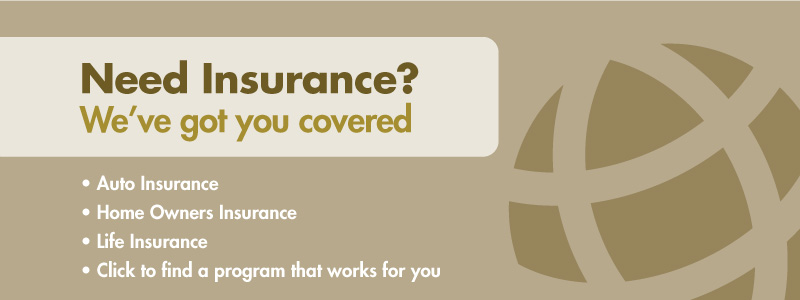 Need Insurance?
We've got you covered
• Auto Insurance
• Home Owners Insurance
• Life Insurance
• Click to find a program that works for you